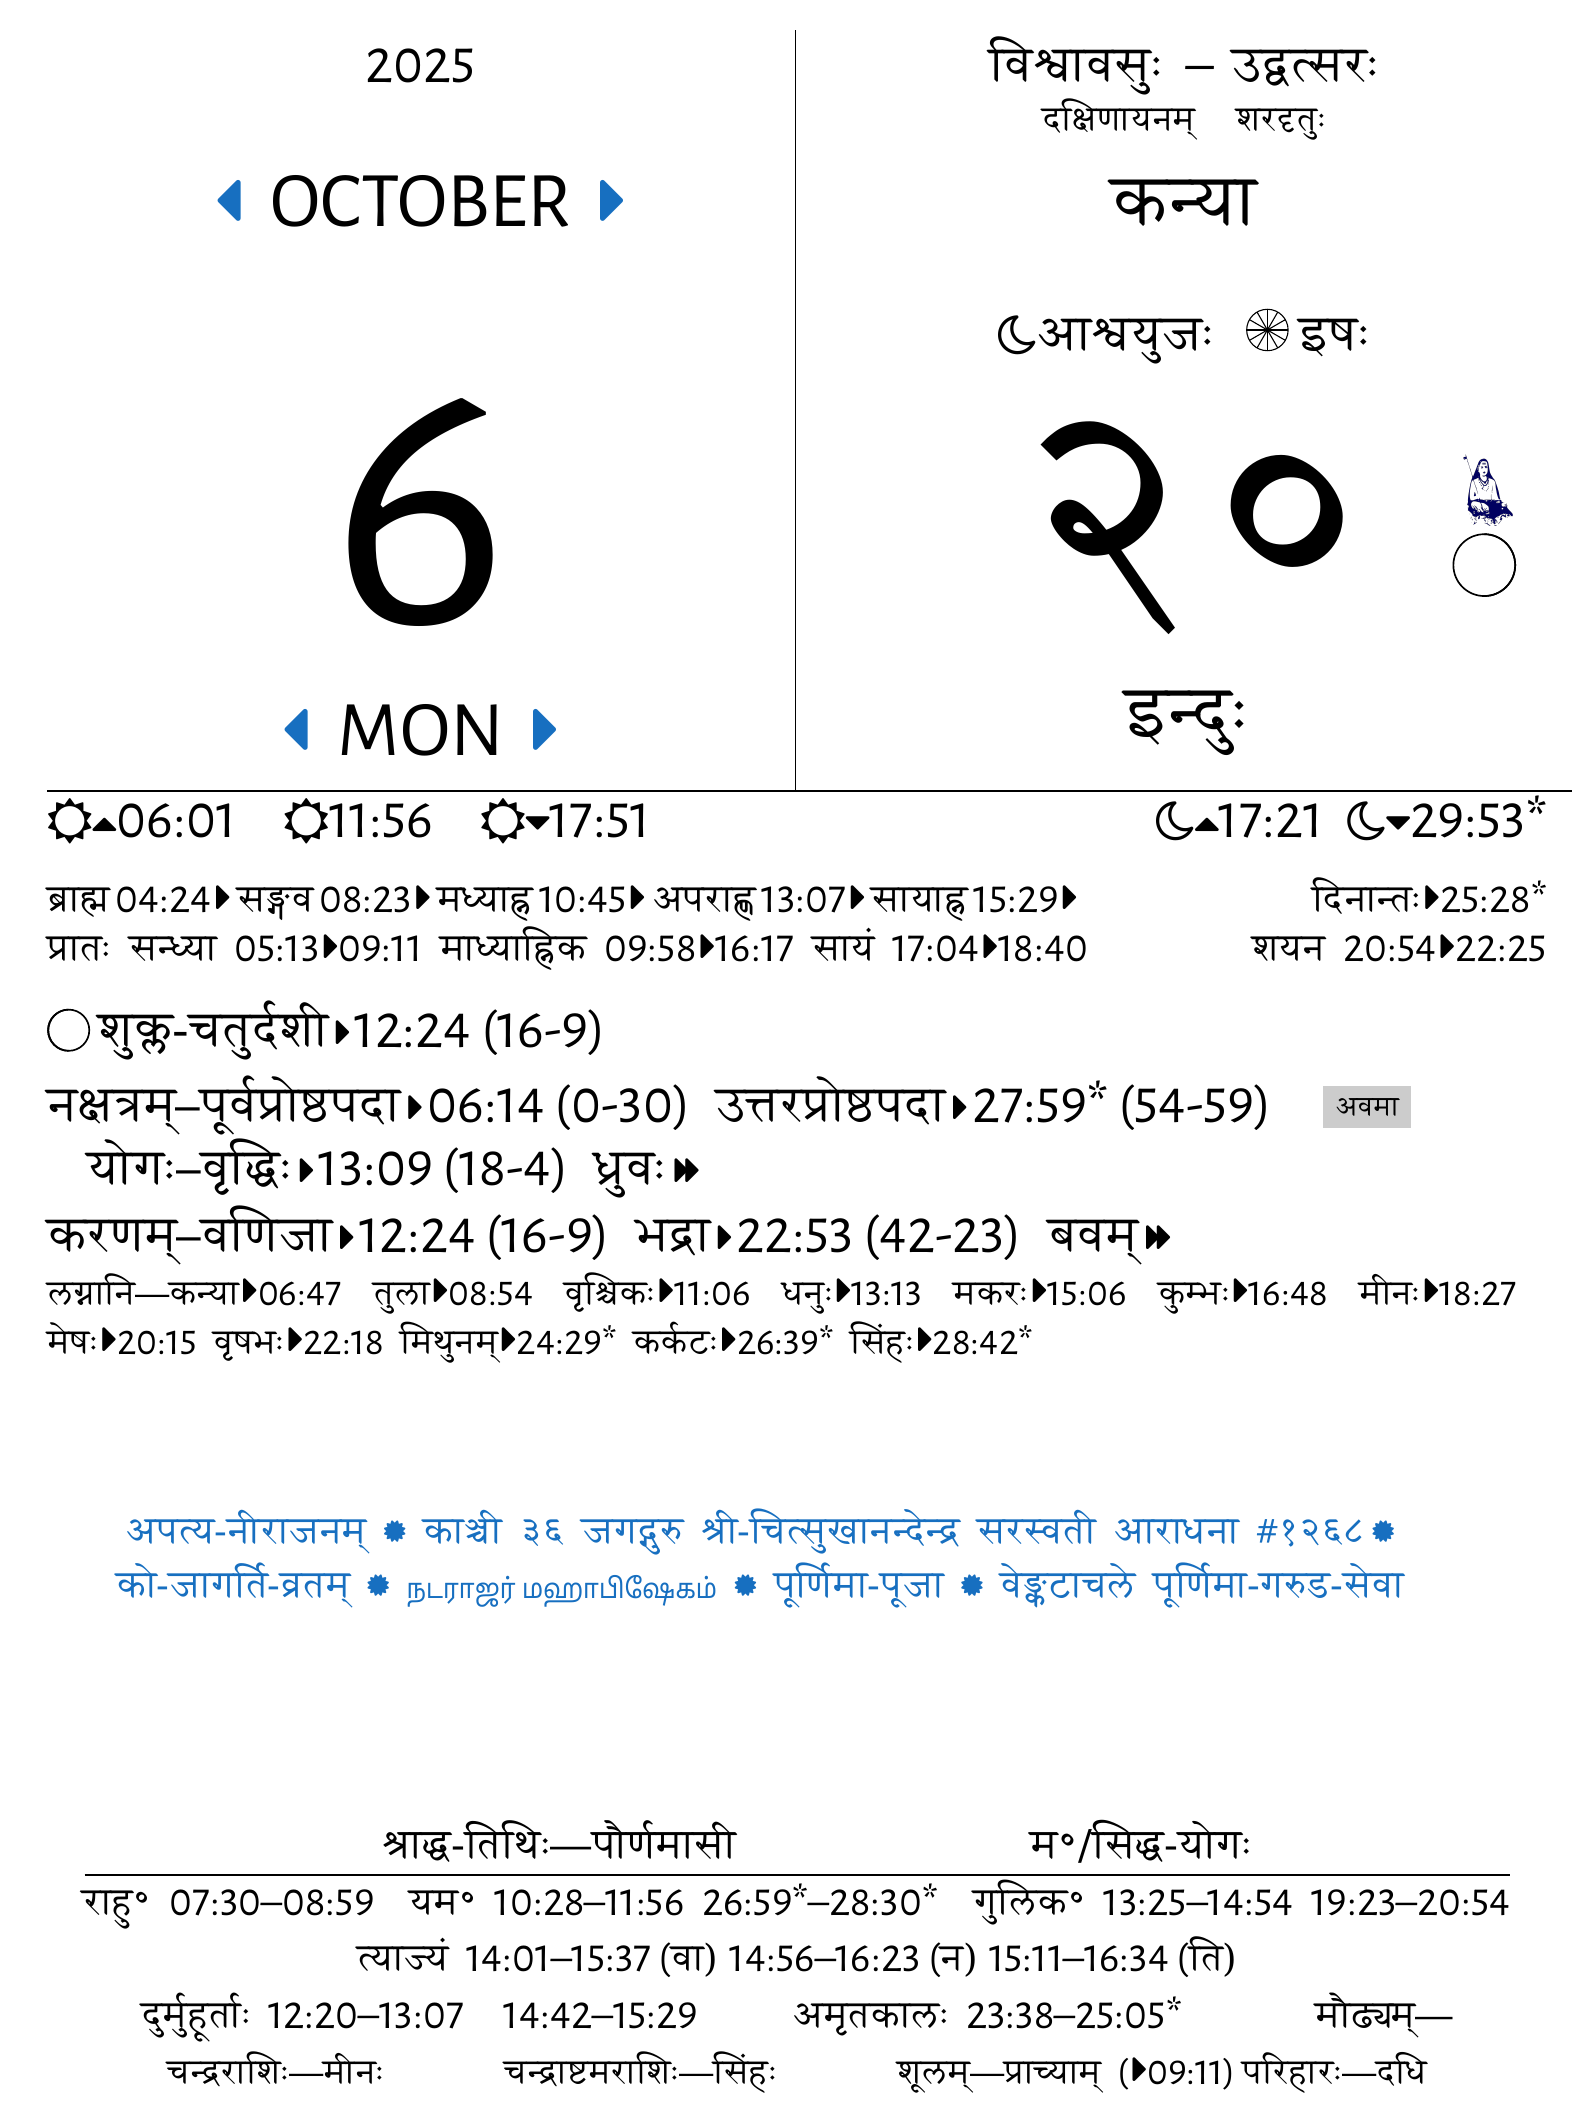 2025
OCTOBER
6
MON
विश्वावसुः – उद्वत्सरः
दक्षिणायनम् शरदृतुः
कन्या
आश्वयुजः इषः
२०
इन्दुः
06:01 11:56 17:51 17:21 29:53*
ब्राह्म 04:24 सङ्गव 08:23 मध्याह्न 10:45 अपराह्ण 13:07 सायाह्न 15:29 दिनान्तः 25:28*
प्रातः सन्ध्या 05:13 09:11 माध्याह्निक 09:58 16:17 सायं 17:04 18:40 शयन 20:54 22:25
शुक्ल-चतुर्दशी 12:24 (16-9)
नक्षत्रम्–पूर्वप्रोष्ठपदा 06:14 (0-30) उत्तरप्रोष्ठपदा 27:59* (54-59) अवमा
योगः–वृद्धिः 13:09 (18-4) ध्रुवः
करणम्–वणिजा 12:24 (16-9) भद्रा 22:53 (42-23) बवम्
लग्नानि—कन्या 06:47 तुला 08:54 वृश्चिकः 11:06 धनुः 13:13 मकरः 15:06 कुम्भः 16:48 मीनः 18:27
मेषः 20:15 वृषभः 22:18 मिथुनम् 24:29* कर्कटः 26:39* सिंहः 28:42*
अपत्य-नीराजनम् ✹ काञ्ची ३६ जगद्गुरु श्री-चित्सुखानन्देन्द्र सरस्वती आराधना #१२६८ ✹
को-जागर्ति-व्रतम् ✹ நடராஜர் மஹாபிஷேகம் ✹ पूर्णिमा-पूजा ✹ वेङ्कटाचले पूर्णिमा-गरुड-सेवा
श्राद्ध-तिथिः—पौर्णमासी म॰/सिद्ध-योगः
राहु॰ 07:30–08:59 यम॰ 10:28–11:56 26:59*–28:30* गुलिक॰ 13:25–14:54 19:23–20:54
त्याज्यं 14:01–15:37 (वा) 14:56–16:23 (न) 15:11–16:34 (ति)
दुर्मुहूर्ताः 12:20–13:07 14:42–15:29 अमृतकालः 23:38–25:05* मौढ्यम्—
चन्द्रराशिः—मीनः चन्द्राष्टमराशिः—सिंहः शूलम्—प्राच्याम् (09:11) परिहारः—दधि